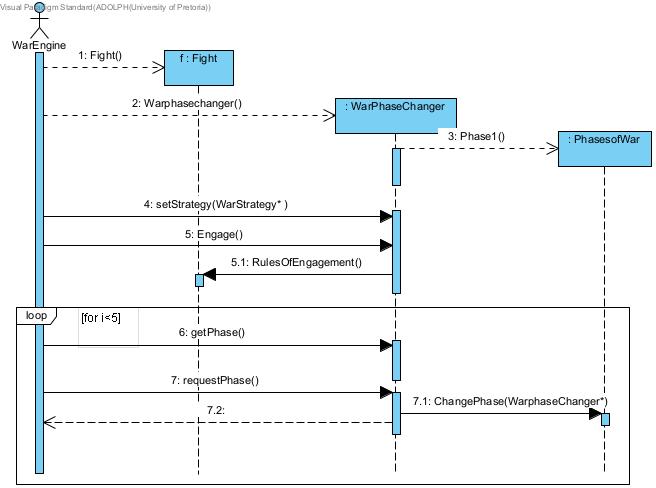 Visual Paradigm Standard(ADOLPH(University of Pretoria))
WarEngine
1: Fight()
f : Fight
2: Warphasechanger()
: WarPhaseChanger
3: Phase1()
: PhasesofWar
4: setStrategy(WarStrategy* )
5: Engage()
5.1: RulesOfEngagement()
loop
[for i<5]
6: getPhase()
7: requestPhase()
7.1: ChangePhase(WarphaseChanger*)
7.2: